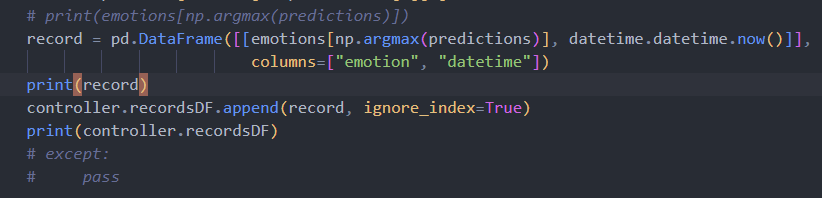 # print(emotions[np.argmax(predictions)])
record = pd.DataFrame([[emotions[np.argmax(predictions)], datetime.datetime.now()]],
columns=["emotion", "datetime"])
print(record)
controller.recordsDF.append(record, ignore_index=True)
print(controller.recordsDF)
# except:
#     pass